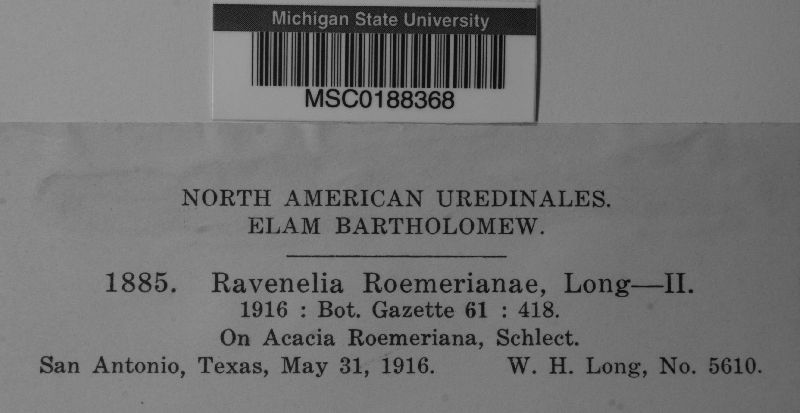 Michigan State University
MSC0188368
NORTH AMERICAN UREDINALES.
ELAM BARTHOLOMEW.
1885. Ravenelia Roemerianae, Long—II.
1916 : Bot. Gazette 61 : 418.
On Acacia Roemeriana, Schlect.
San Antonio, Texas, May 31, 1916. W. H. Long, No. 5610.